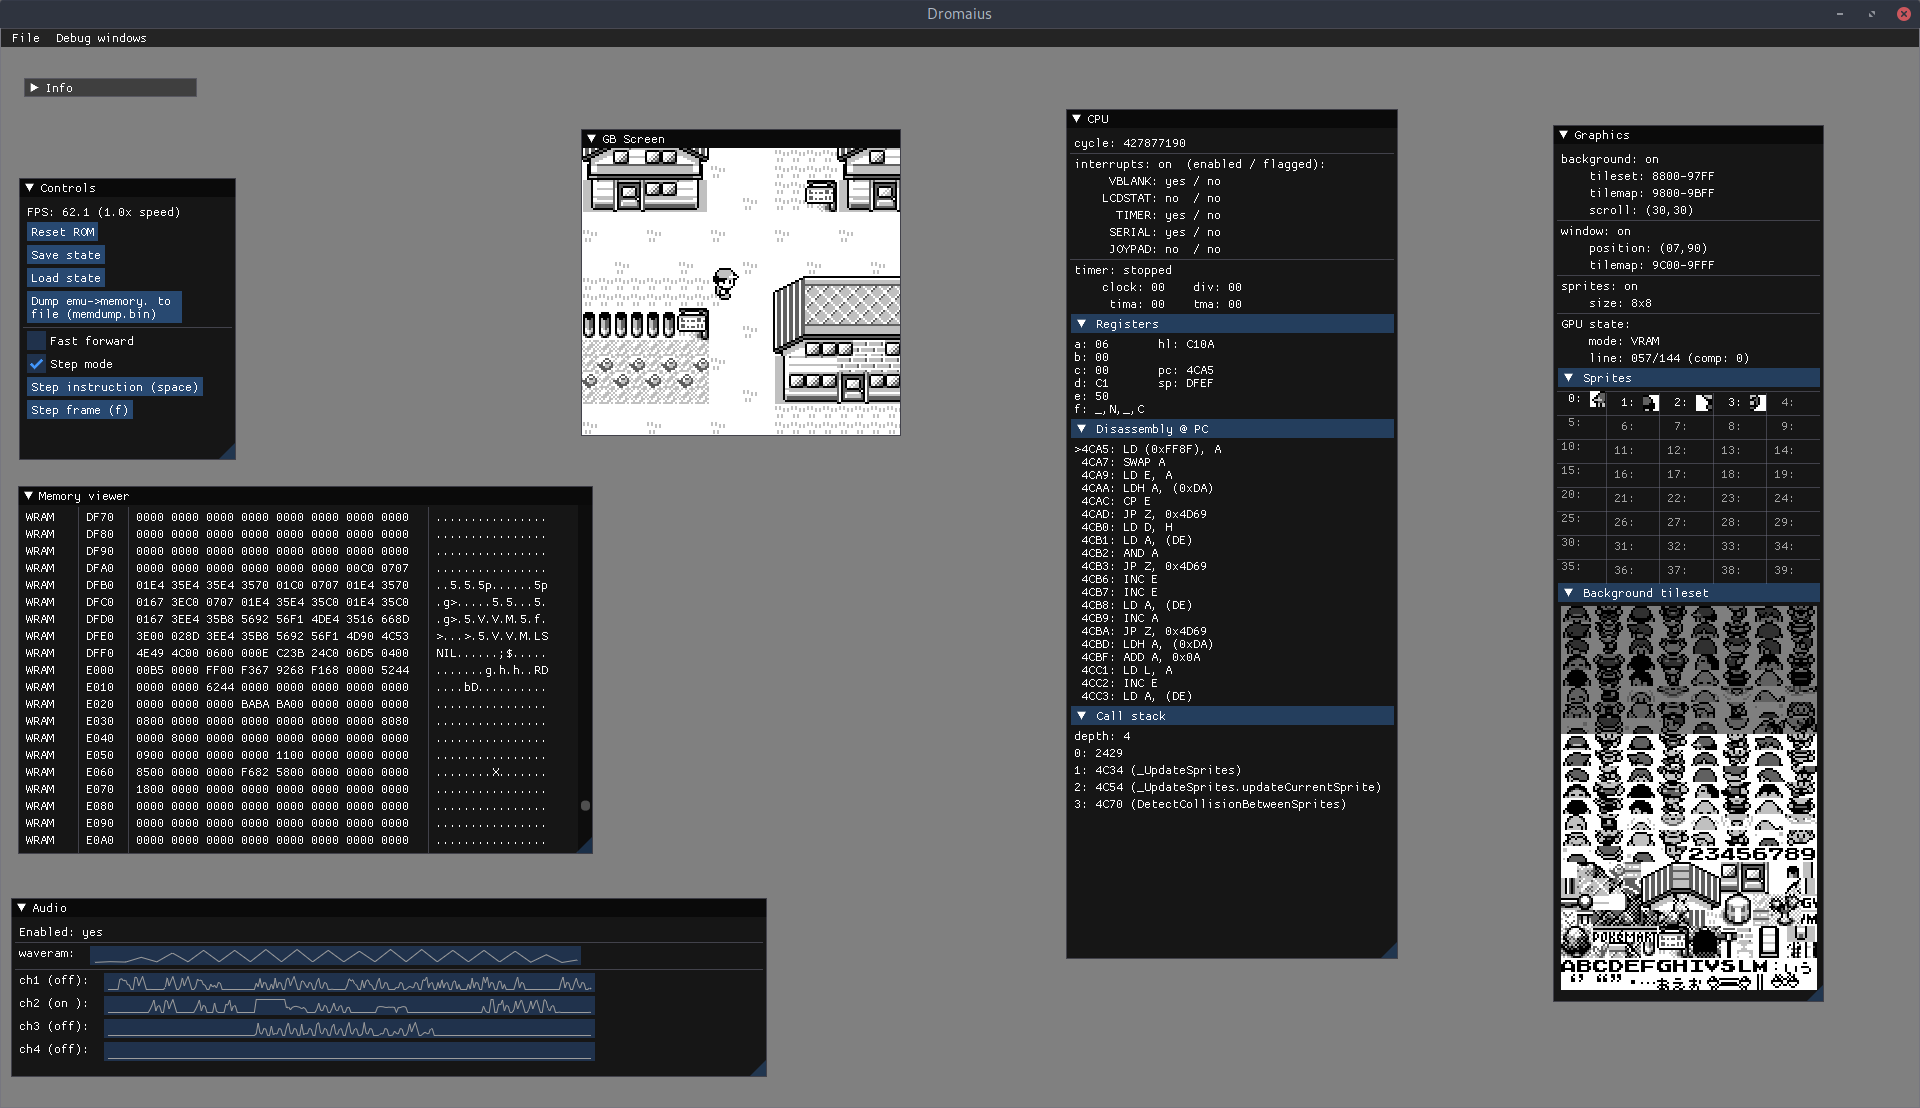 Dromaius
File Debug windows
▶ Info
▼ Controls
FPS: 62.1 (1.0x speed)
Reset ROM
Save state
Load state
Dump emu->memory. to
file (memdump.bin)
Fast forward
Step mode
Step instruction (space)
Step frame (f)
▼ GB Screen
▼ Memory viewer
WRAM DF70 0000 0000 0000 0000 0000 0000 0000 0000 ................
WRAM DF80 0000 0000 0000 0000 0000 0000 0000 0000 ................
WRAM DF90 0000 0000 0000 0000 0000 0000 0000 0000 ................
WRAM DFA0 0000 0000 0000 0000 0000 0000 00C0 0707 ................
WRAM DFB0 01E4 35E4 35E4 3570 01C0 0707 01E4 3570 ..5.5.5p......5p
WRAM DFC0 0167 3EC0 0707 01E4 35E4 35C0 01E4 35C0 .g>.....5.5...5.
WRAM DFD0 0167 3EE4 35B8 5692 56F1 4DE4 3516 668D .g>.5.V.V.M.5.f.
WRAM DFE0 3E00 028D 3EE4 35B8 5692 56F1 4D90 4C53 >...>.5.V.V.M.LS
WRAM DFF0 4E49 4C00 0600 000E C23B 24C0 06D5 0400 NIL......;$.....
WRAM E000 00B5 0000 FF00 F367 9268 F168 0000 5244 .......g.h.h..RD
WRAM E010 0000 0000 6244 0000 0000 0000 0000 0000 ....bD..........
WRAM E020 0000 0000 0000 BABA BA00 0000 0000 0000 ................
WRAM E030 0800 0000 0000 0000 0000 0000 0000 8080 ................
WRAM E040 0000 8000 0000 0000 0000 0000 0000 0000 ................
WRAM E050 0900 0000 0000 0000 1100 0000 0000 0000 ................
WRAM E060 8500 0000 0000 F682 5800 0000 0000 0000 ........X.......
WRAM E070 1800 0000 0000 0000 0000 0000 0000 0000 ................
WRAM E080 0000 0000 0000 0000 0000 0000 0000 0000 ................
WRAM E090 0000 0000 0000 0000 0000 0000 0000 0000 ................
WRAM E0A0 0000 0000 0000 0000 0000 0000 0000 0000 ................
▼ Audio
Enabled: yes
waveram:
ch1 (off):
ch2 (on ):
ch3 (off):
ch4 (off):
▼ CPU
cycle: 427877190
interrupts: on (enabled / flagged):
VBLANK: yes / no
LCDSTAT: no / no
TIMER: yes / no
SERIAL: yes / no
JOYPAD: no / no
timer: stopped
clock: 00 div: 00
tima: 00 tma: 00
▼ Registers
a: 06 hl: C10A
b: 00
c: 00 pc: 4CA5
d: C1 sp: DFEF
e: 50
f: _,N,_,C
▼ Disassembly @ PC
>4CA5: LD (0xFF8F), A
4CA7: SWAP A
4CA9: LD E, A
4CAA: LDH A, (0xDA)
4CAC: CP E
4CAD: JP Z, 0x4D69
4CB0: LD D, H
4CB1: LD A, (DE)
4CB2: AND A
4CB3: JP Z, 0x4D69
4CB6: INC E
4CB7: INC E
4CB8: LD A, (DE)
4CB9: INC A
4CBA: JP Z, 0x4D69
4CBD: LDH A, (0xDA)
4CBF: ADD A, 0x0A
4CC1: LD L, A
4CC2: INC E
4CC3: LD A, (DE)
▼ Call stack
depth: 4
0: 2429
1: 4C34 (_UpdateSprites)
2: 4C54 (_UpdateSprites.updateCurrentSprite)
3: 4C70 (DetectCollisionBetweenSprites)
▼ Graphics
background: on
tileset: 8800-97FF
tilemap: 9800-9BFF
scroll: (30,30)
window: on
position: (07,90)
tilemap: 9C00-9FFF
sprites: on
size: 8x8
GPU state:
mode: VRAM
line: 057/144 (comp: 0)
▼ Sprites
0: 1: 2: 3: 4:
5: 6: 7: 8: 9:
10: 11: 12: 13: 14:
15: 16: 17: 18: 19:
20: 21: 22: 23: 24:
25: 26: 27: 28: 29:
30: 31: 32: 33: 34:
35: 36: 37: 38: 39:
▼ Background tileset
23456789
POKéMART
ABCDEFGHIVSLM